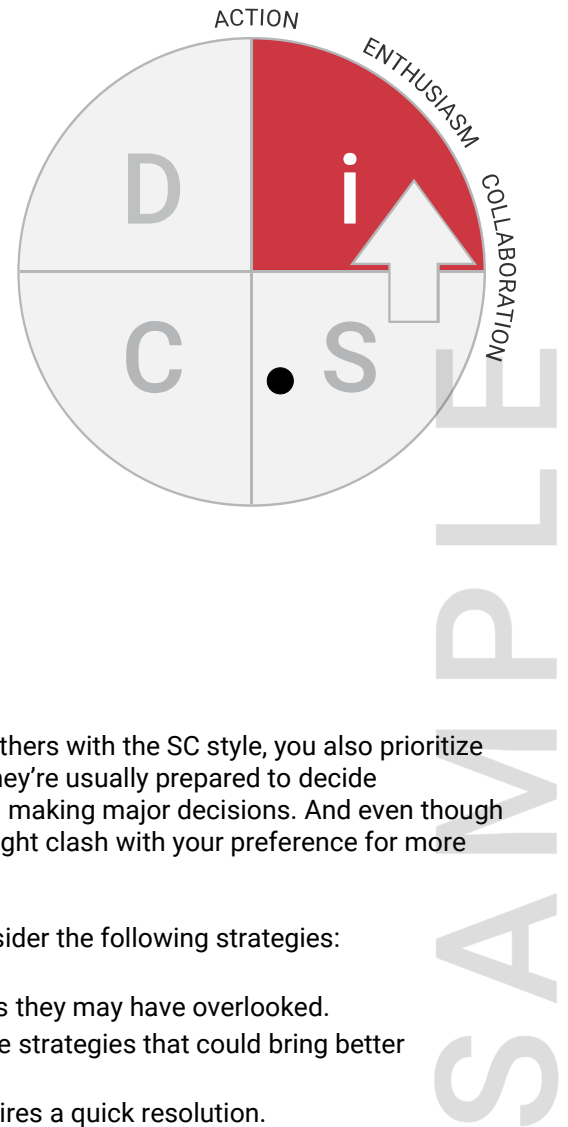 ACTION
ENTHUSIASM
COLLABORATION
D
i
C
S
thers with the SC style, you also prioritize
hey’re usually prepared to decide
making major decisions. And even though
ght clash with your preference for more
sider the following strategies:
s they may have overlooked.
e strategies that could bring better
ires a quick resolution.
SAMPLE